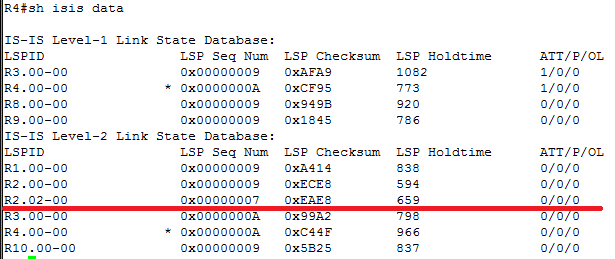 R4#sh isis data
IS-IS Level-1 Link State Database:
LSPID LSP Seq Num LSP Checksum LSP Holdtime ATT/P/OL
R3.00-00 0x00000009 0xAFA9 1082 1/0/0
R4.00-00 * 0x0000000A 0xCF95 773 1/0/0
R8.00-00 0x00000009 0x949B 920 0/0/0
R9.00-00 0x00000009 0x1845 786 0/0/0
IS-IS Level-2 Link State Database:
LSPID LSP Seq Num LSP Checksum LSP Holdtime ATT/P/OL
R1.00-00 0x00000009 0xA414 838 0/0/0
R2.00-00 0x00000009 0xECE8 594 0/0/0
R2.02-00 0x00000007 0xEAE8 659 0/0/0
R3.00-00 0x0000000A 0x99A2 798 0/0/0
R4.00-00 * 0x0000000A 0xC44F 966 0/0/0
R10.00-00 0x00000009 0x5B25 837 0/0/0